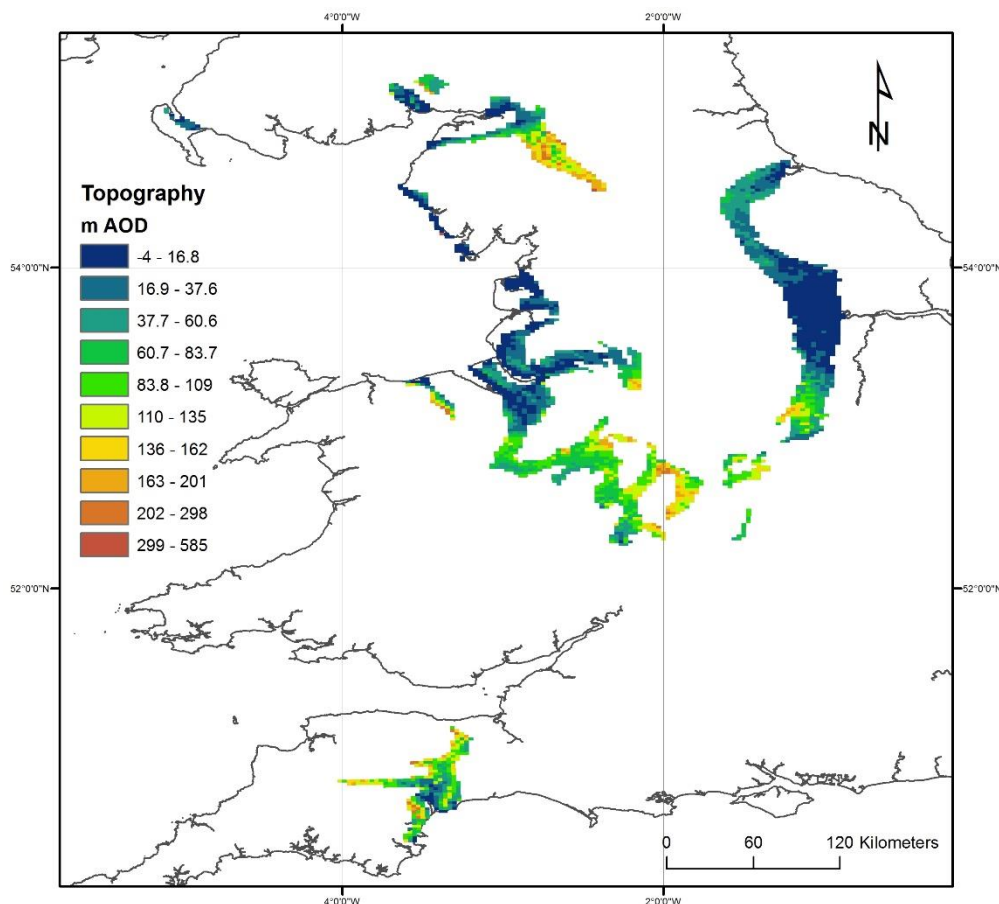 4°0'0"W 2°0'0"W
N
Topography
m AOD
-4 - 16.8
16.9 - 37.6
37.7 - 60.6
60.7 - 83.7
83.8 - 109
110 - 135
136 - 162
163 - 201
202 - 298
299 - 585
54°0'0"N 54°0'0"N
52°0'0"N 52°0'0"N
0 60 120 Kilometers
4°0'0"W 2°0'0"W